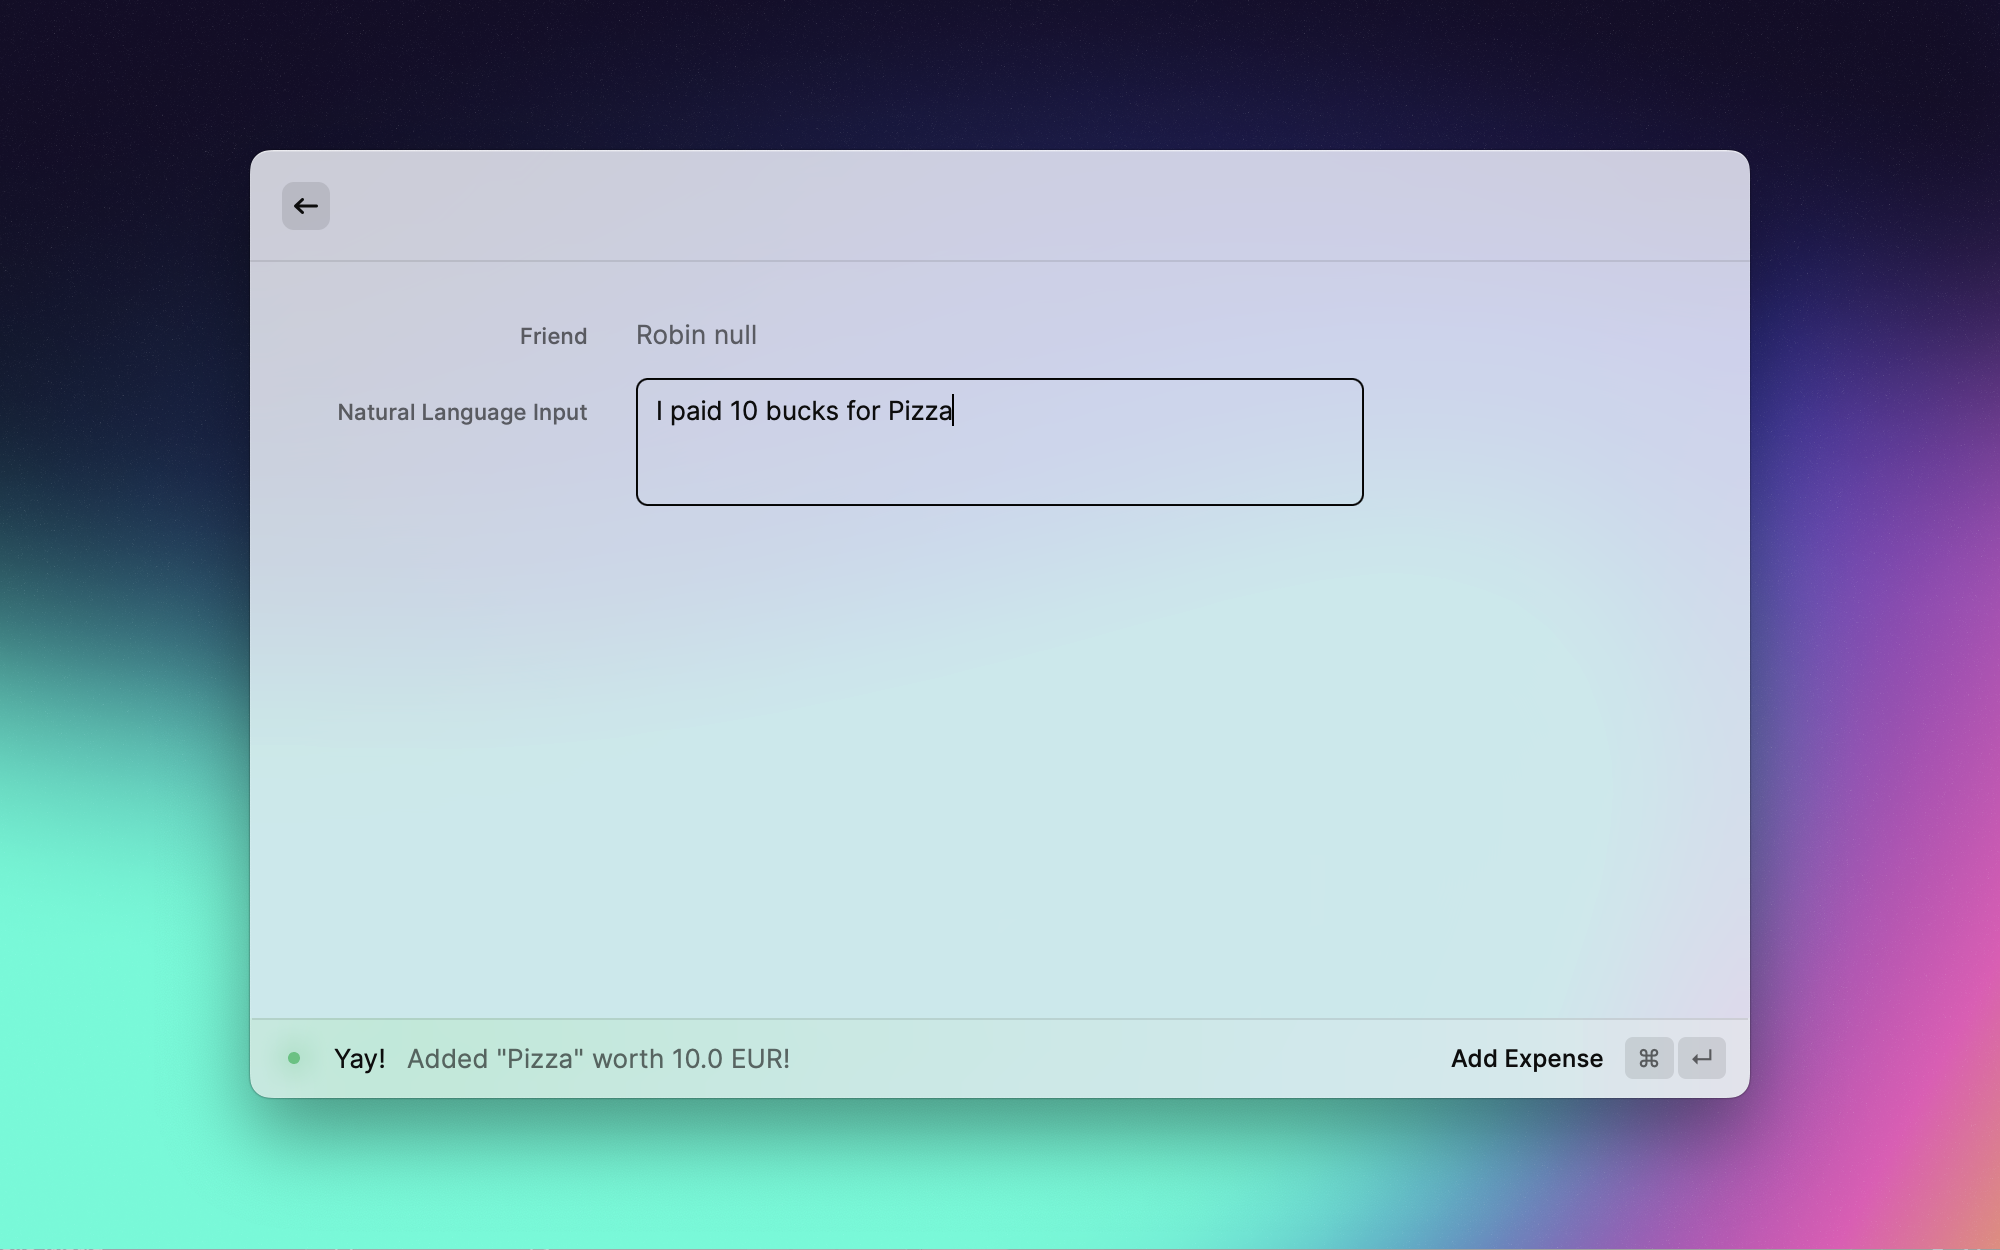 Friend Robin null
Natural Language Input I paid 10 bucks for Pizza
Yay! Added "Pizza" worth 10.0 EUR! Add Expense ⌘ ↵